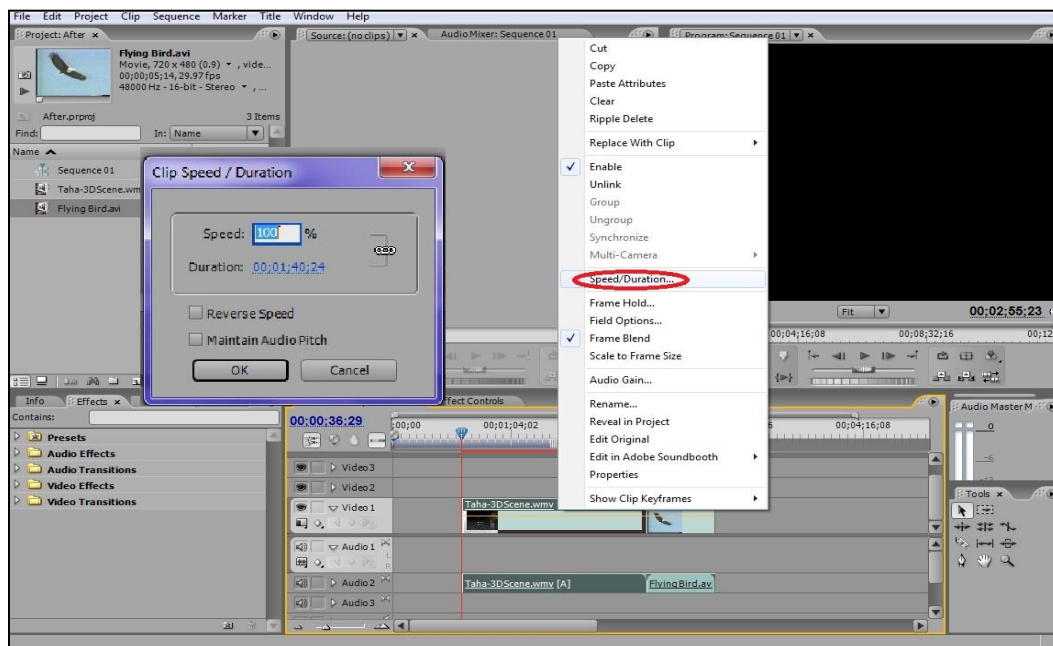 File Edit Project Clip Sequence Marker Title Window Help
Project: After
Flying Bird.avi
Movie, 720 x 480 (0.9) , vide...
00;00;05;14, 29.97 fps
48000 Hz - 16-bit - Stereo , ...
After.prproj
3 Items
Find:
In: Name
Name
Sequence 01
Taha-3DScene.wm
Flying Bird.avi
Source: (no clips)
Audio Mixer: Sequence 01
Program: Sequence 01
Clip Speed / Duration
Speed: 100 %
Duration: 00;01;40;24
Reverse Speed
Maintain Audio Pitch
OK
Cancel
Cut
Copy
Paste Attributes
Clear
Ripple Delete
Replace With Clip
Enable
Unlink
Group
Ungroup
Synchronize
Multi-Camera
Speed/Duration...
Frame Hold...
Field Options...
Frame Blend
Scale to Frame Size
Audio Gain...
Rename...
Reveal in Project
Edit Original
Edit in Adobe Soundbooth
Properties
Show Clip Keyframes
Fit
00;02;55;23
00;04;16;08
00;08;32;16
00;12
Info
Effects
Contains:
Presets
Audio Effects
Audio Transitions
Video Effects
Video Transitions
ffect Controls
00;00;36;29
;00;00
00;01;04;02
00;04;16;08
Video 3
Video 2
Video 1
Taha-3DScene.wmv
Audio 1
L
R
Audio 2
Taha-3DScene.wmv [A]
FlyingBird.av
Audio 3
Audio Master M
0
-6
Tools